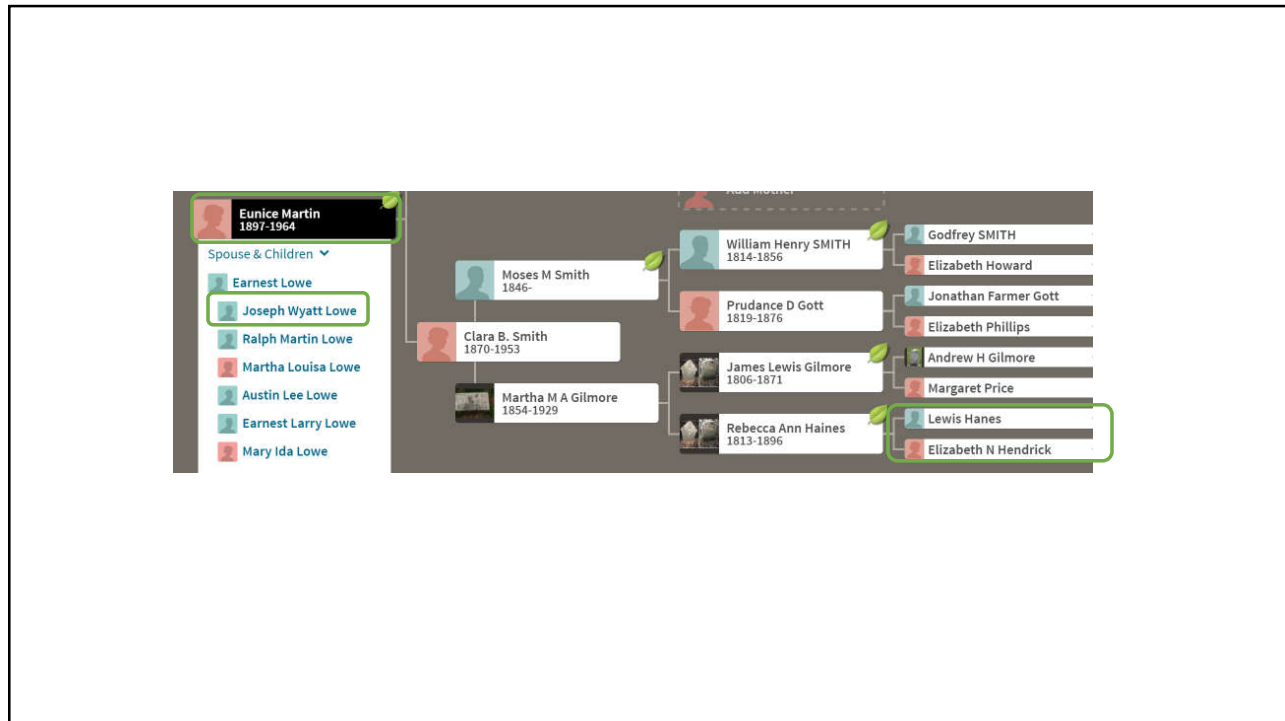 Eunice Martin
1897-1964
Spouse & Children
Earnest Lowe
Joseph Wyatt Lowe
Ralph Martin Lowe
Martha Louisa Lowe
Austin Lee Lowe
Earnest Larry Lowe
Mary Ida Lowe
Clara B. Smith
1870-1953
Moses M Smith
1846-
Martha M A Gilmore
1854-1929
Add Mother
William Henry SMITH
1814-1856
Prudance D Gott
1819-1876
James Lewis Gilmore
1806-1871
Rebecca Ann Haines
1813-1896
Godfrey SMITH
Elizabeth Howard
Jonathan Farmer Gott
Elizabeth Phillips
Andrew H Gilmore
Margaret Price
Lewis Hanes
Elizabeth N Hendrick